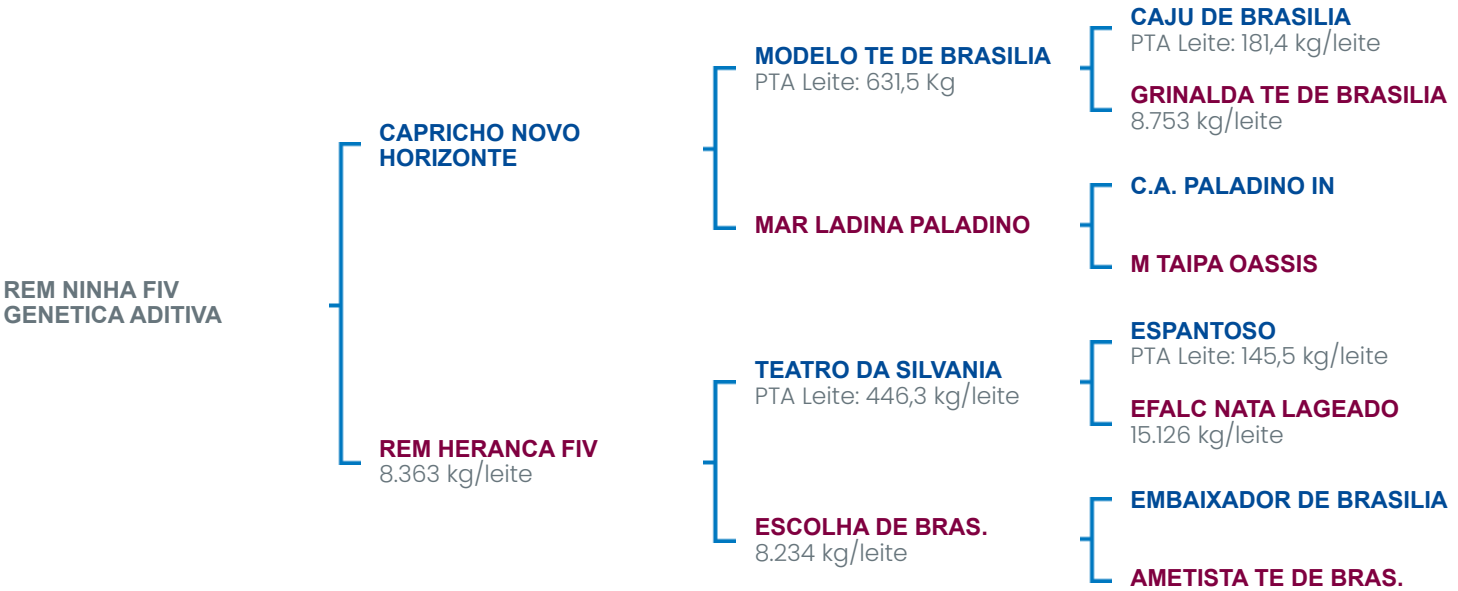 REM NINHA FIV
GENETICA ADITIVA
CAPRICHO NOVO
HORIZONTE
REM HERANCA FIV
8.363 kg/leite
MODELO TE DE BRASILIA
PTA Leite: 631,5 Kg
MAR LADINA PALADINO
TEATRO DA SILVANIA
PTA Leite: 446,3 kg/leite
ESCOLHA DE BRAS.
8.234 kg/leite
CAJU DE BRASILIA
PTA Leite: 181,4 kg/leite
GRINALDA TE DE BRASILIA
8.753 kg/leite
C.A. PALADINO IN
M TAIPA OASSIS
ESPANTOSO
PTA Leite: 145,5 kg/leite
EFALC NATA LAGEADO
15.126 kg/leite
EMBAIXADOR DE BRASILIA
AMETISTA TE DE BRAS.